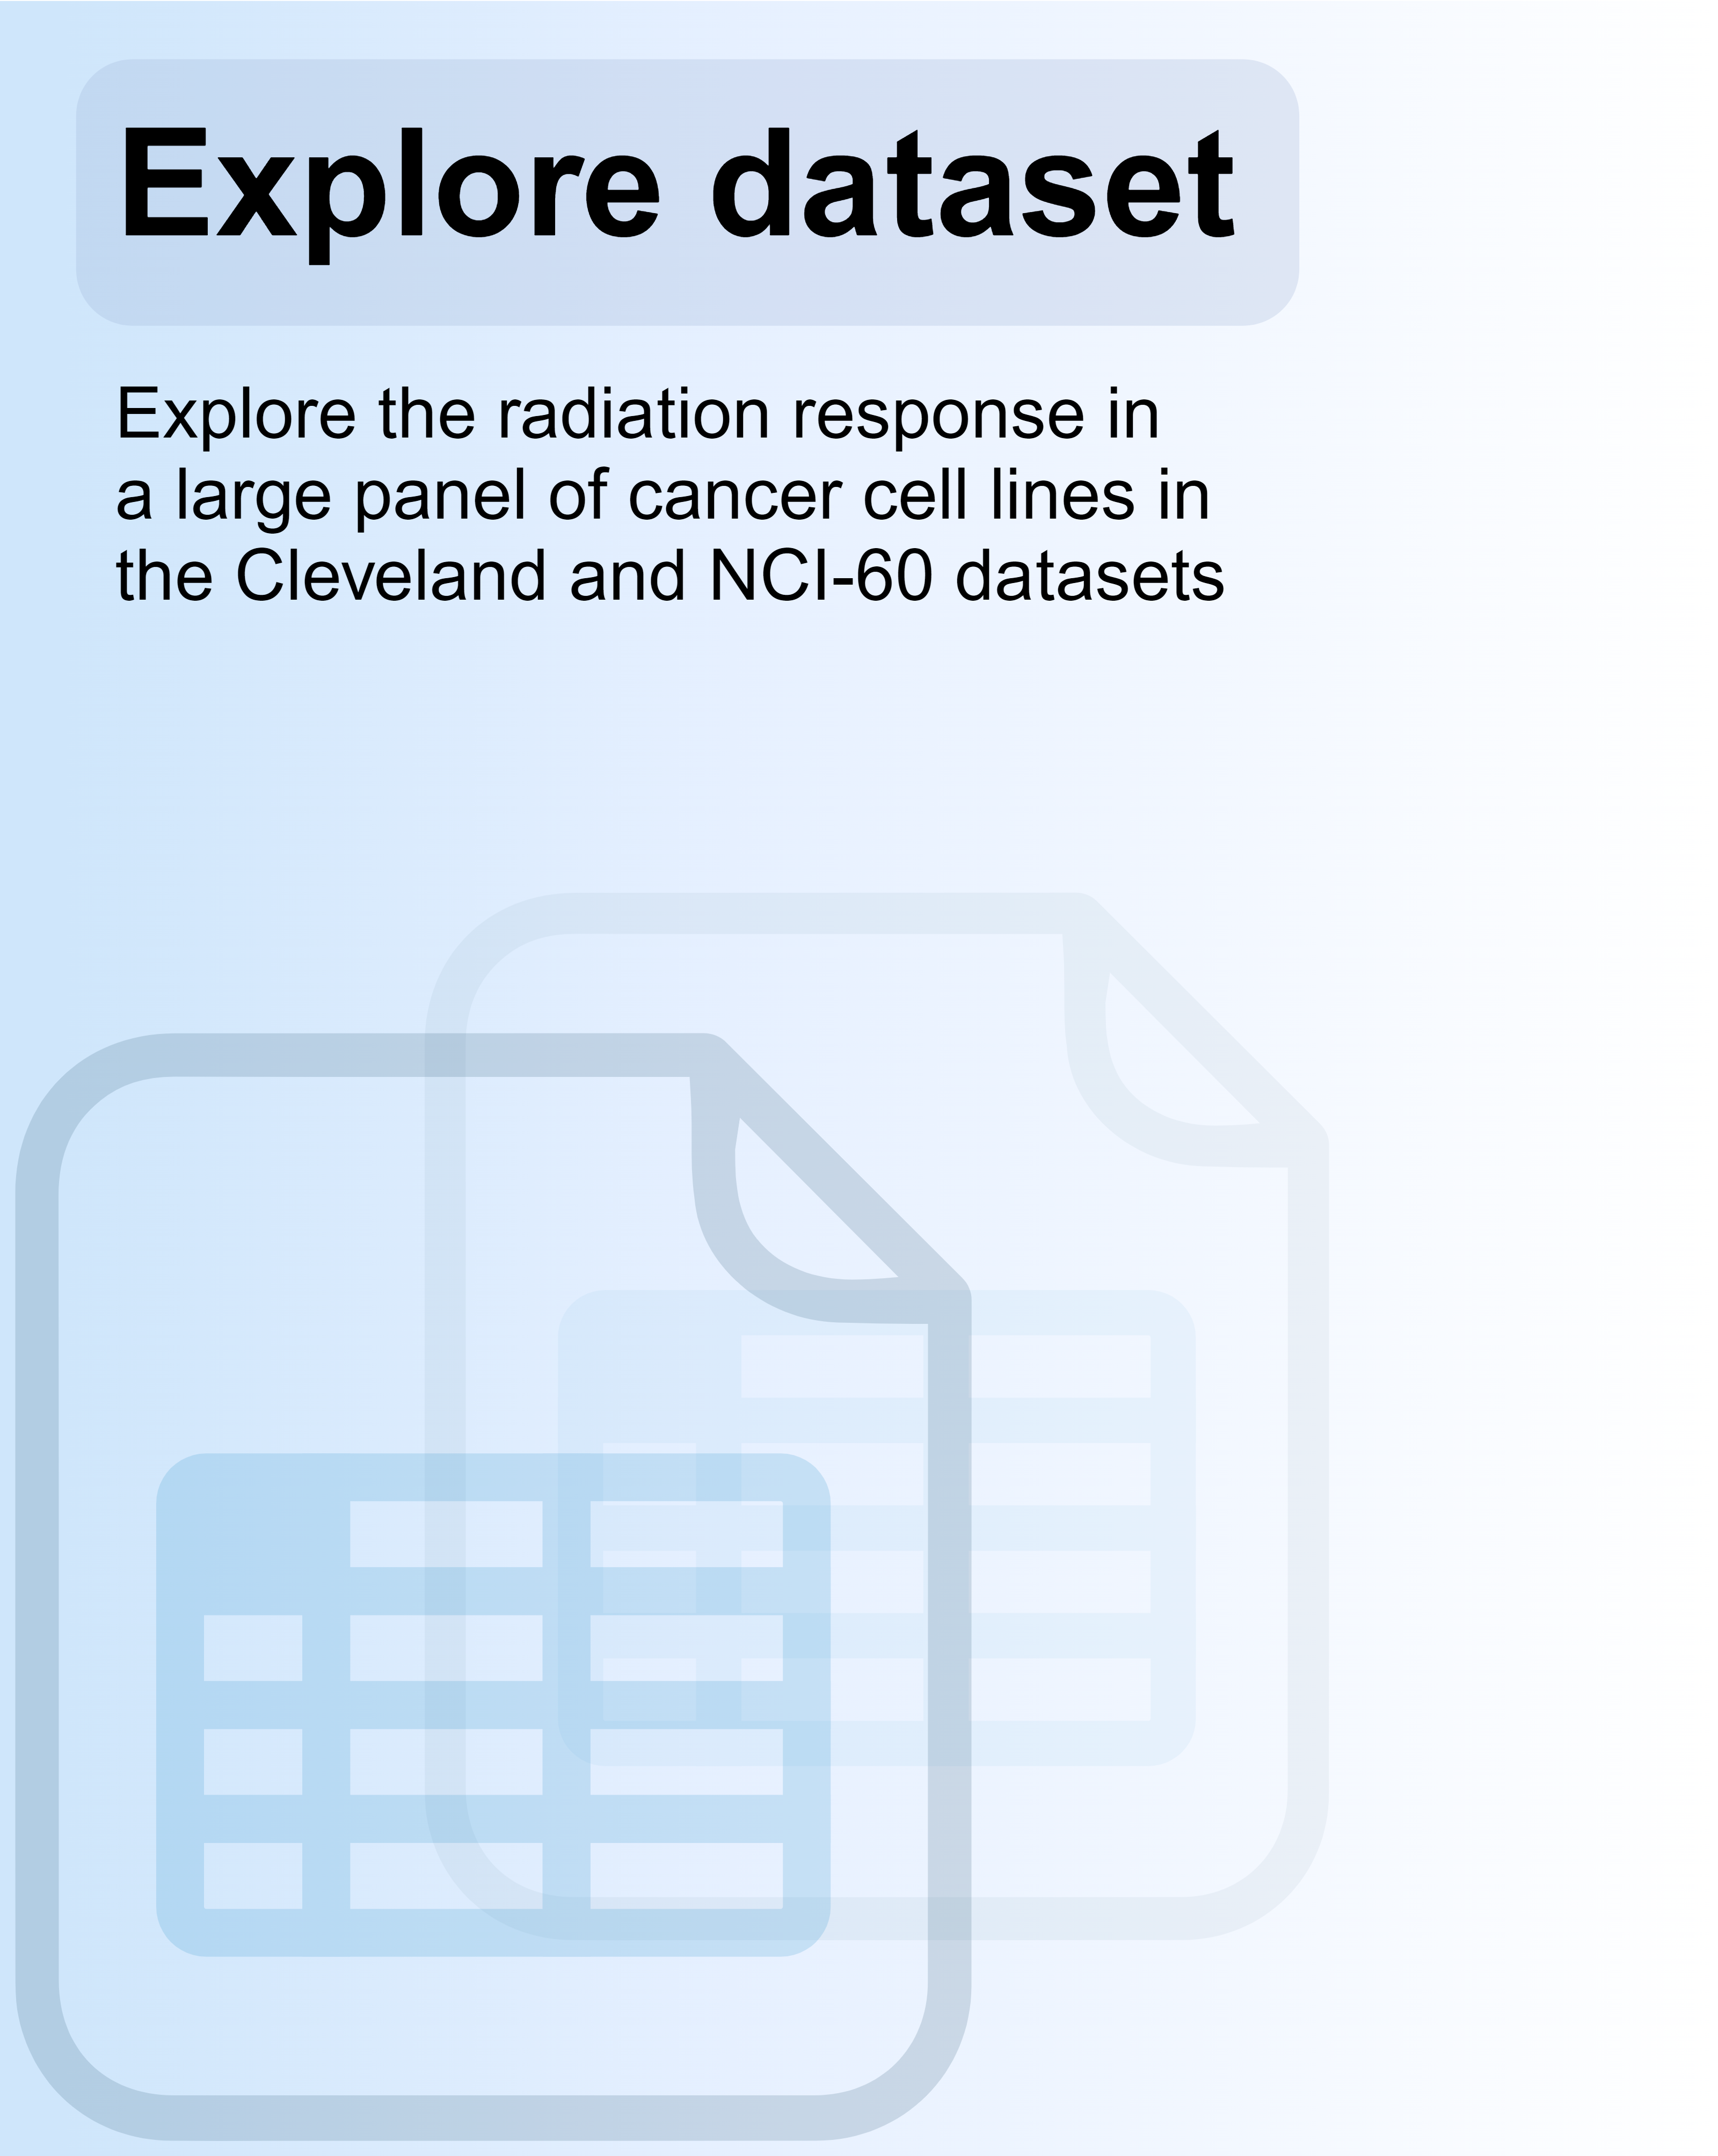 Explore dataset
Explore the radiation response in
a large panel of cancer cell lines in
the Cleveland and NCI-60 datasets